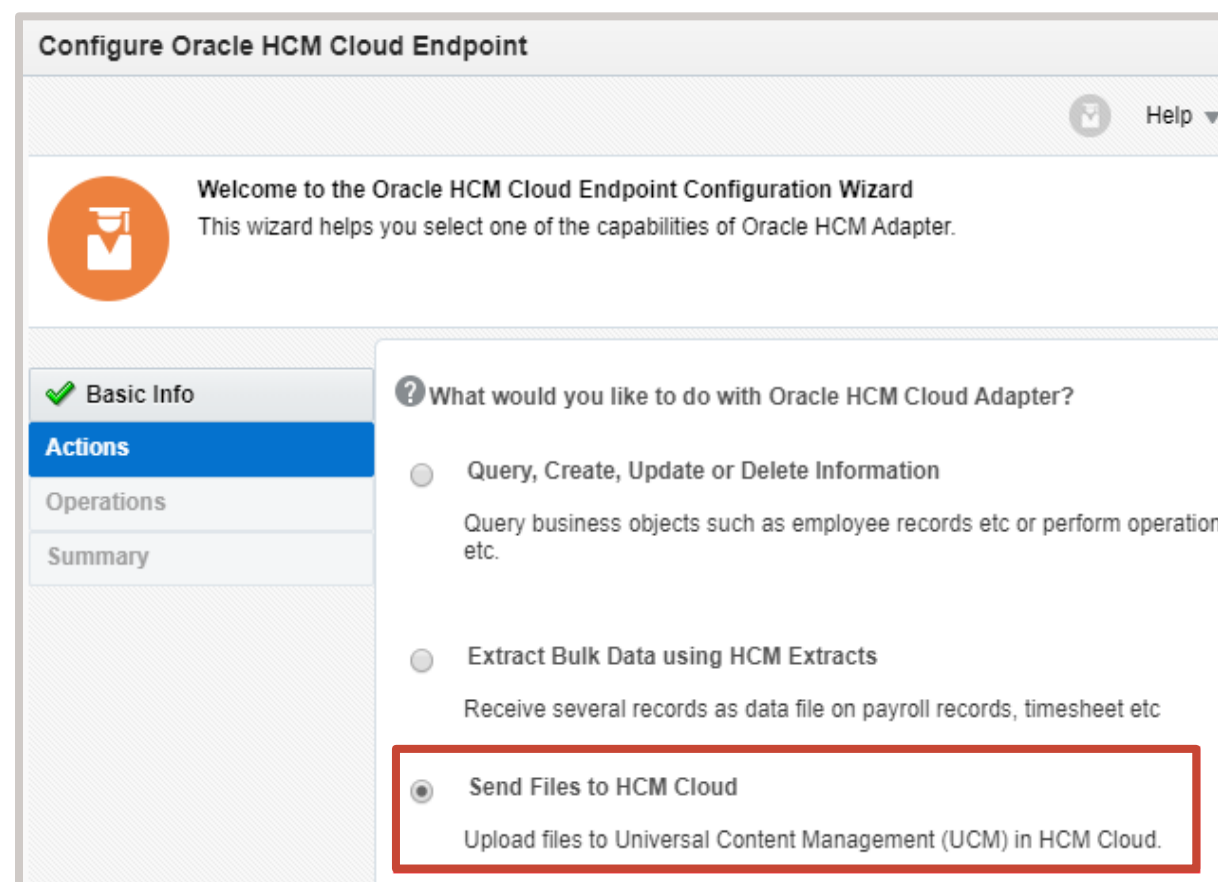 Configure Oracle HCM Cloud Endpoint
Help
Welcome to the Oracle HCM Cloud Endpoint Configuration Wizard
This wizard helps you select one of the capabilities of Oracle HCM Adapter.
Basic Info
Actions
Operations
Summary
What would you like to do with Oracle HCM Cloud Adapter?
Query, Create, Update or Delete Information
Query business objects such as employee records etc or perform operation
etc.
Extract Bulk Data using HCM Extracts
Receive several records as data file on payroll records, timesheet etc
Send Files to HCM Cloud
Upload files to Universal Content Management (UCM) in HCM Cloud.